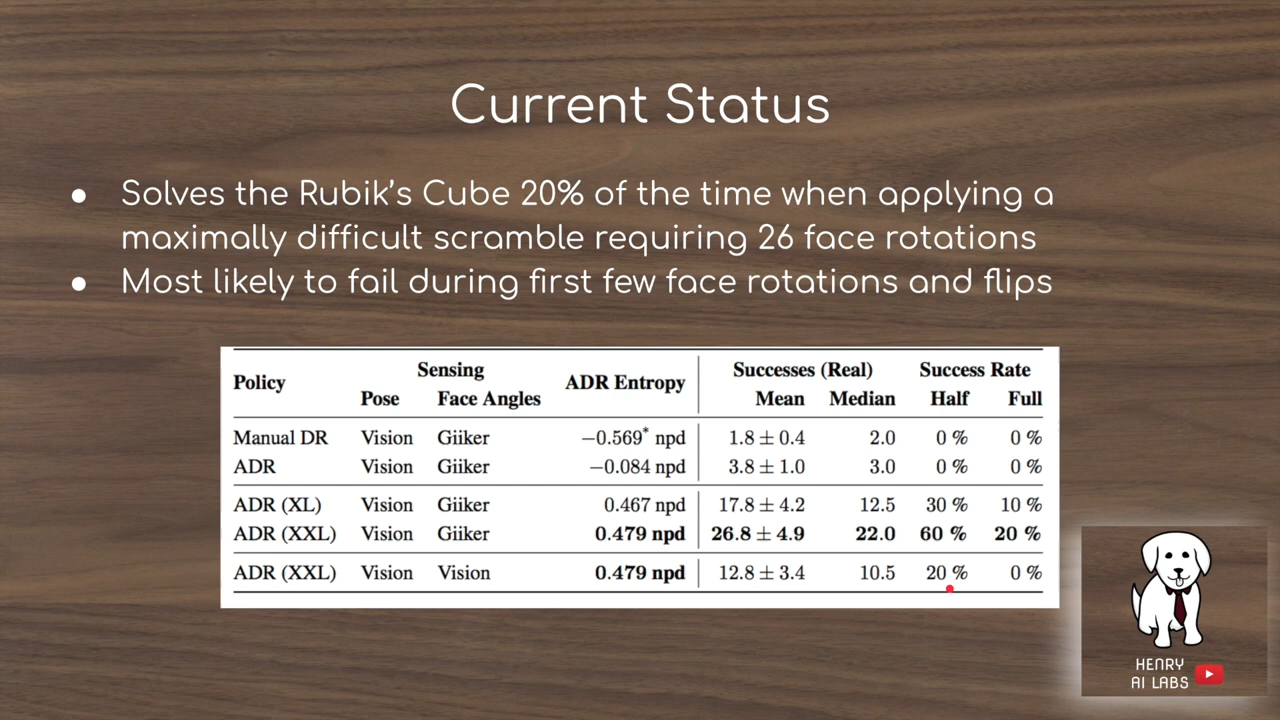 Current Status
● Solves the Rubik's Cube 20% of the time when applying a
maximally difficult scramble requiring 26 face rotations
● Most likely to fail during first few face rotations and flips
Policy Sensing ADR Entropy Successes (Real) Success Rate
Pose Face Angles Mean Median Half Full
Manual DR Vision Giiker −0.569* npd 1.8 ± 0.4 2.0 0 % 0 %
ADR Vision Giiker −0.084 npd 3.8 ± 1.0 3.0 0 % 0 %
ADR (XL) Vision Giiker 0.467 npd 17.8 ± 4.2 12.5 30 % 10 %
ADR (XXL) Vision Giiker 0.479 npd 26.8 ± 4.9 22.0 60 % 20 %
ADR (XXL) Vision Vision 0.479 npd 12.8 ± 3.4 10.5 20 % 0 %
HENRY
AI LABS